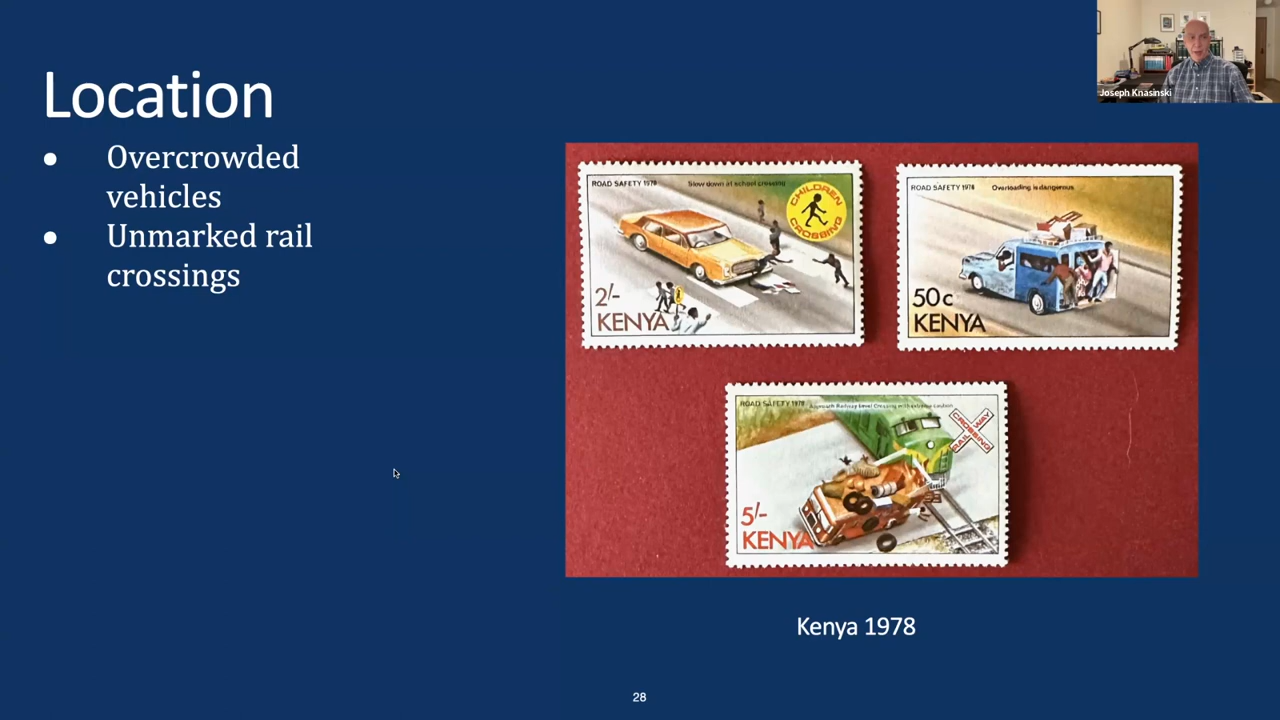 Location
● Overcrowded
vehicles
● Unmarked rail
crossings
Joseph Knasinski
ROAD SAFETY 1978 Slow down at school crossing
CHILDREN
CROSSING
2/-
KENYA
ROAD SAFETY 1978 Overloading is dangerous
50c
KENYA
ROAD SAFETY 1978 Approach Railway Level Crossing with extreme caution
RAILWAY
CROSSING
5/-
KENYA
Kenya 1978
28